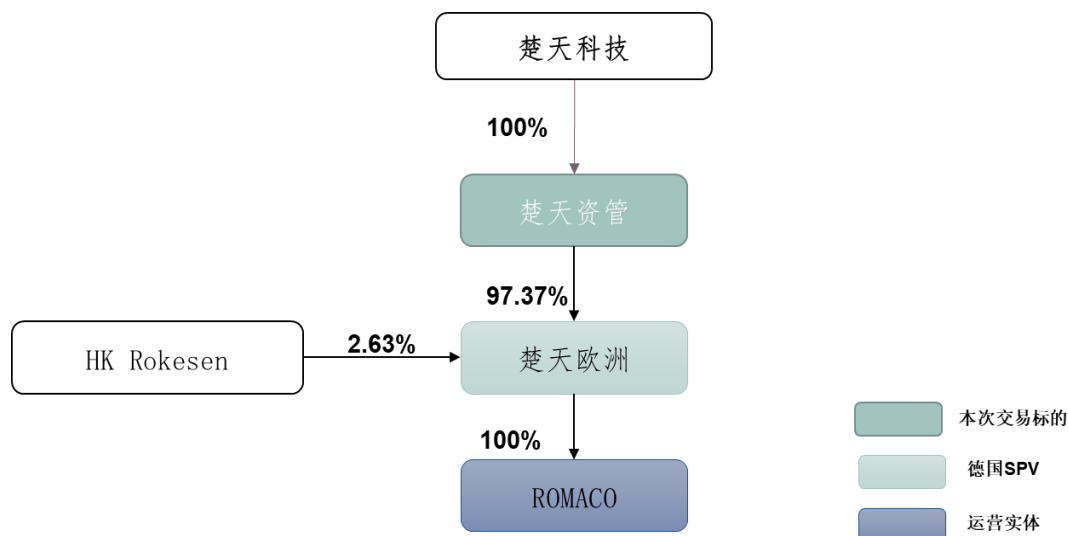 楚天科技
100%
楚天资管
97.37%
HK Rokesen
2.63%
楚天欧洲
100%
ROMACO
本次交易标的
德国SPV
运营实体